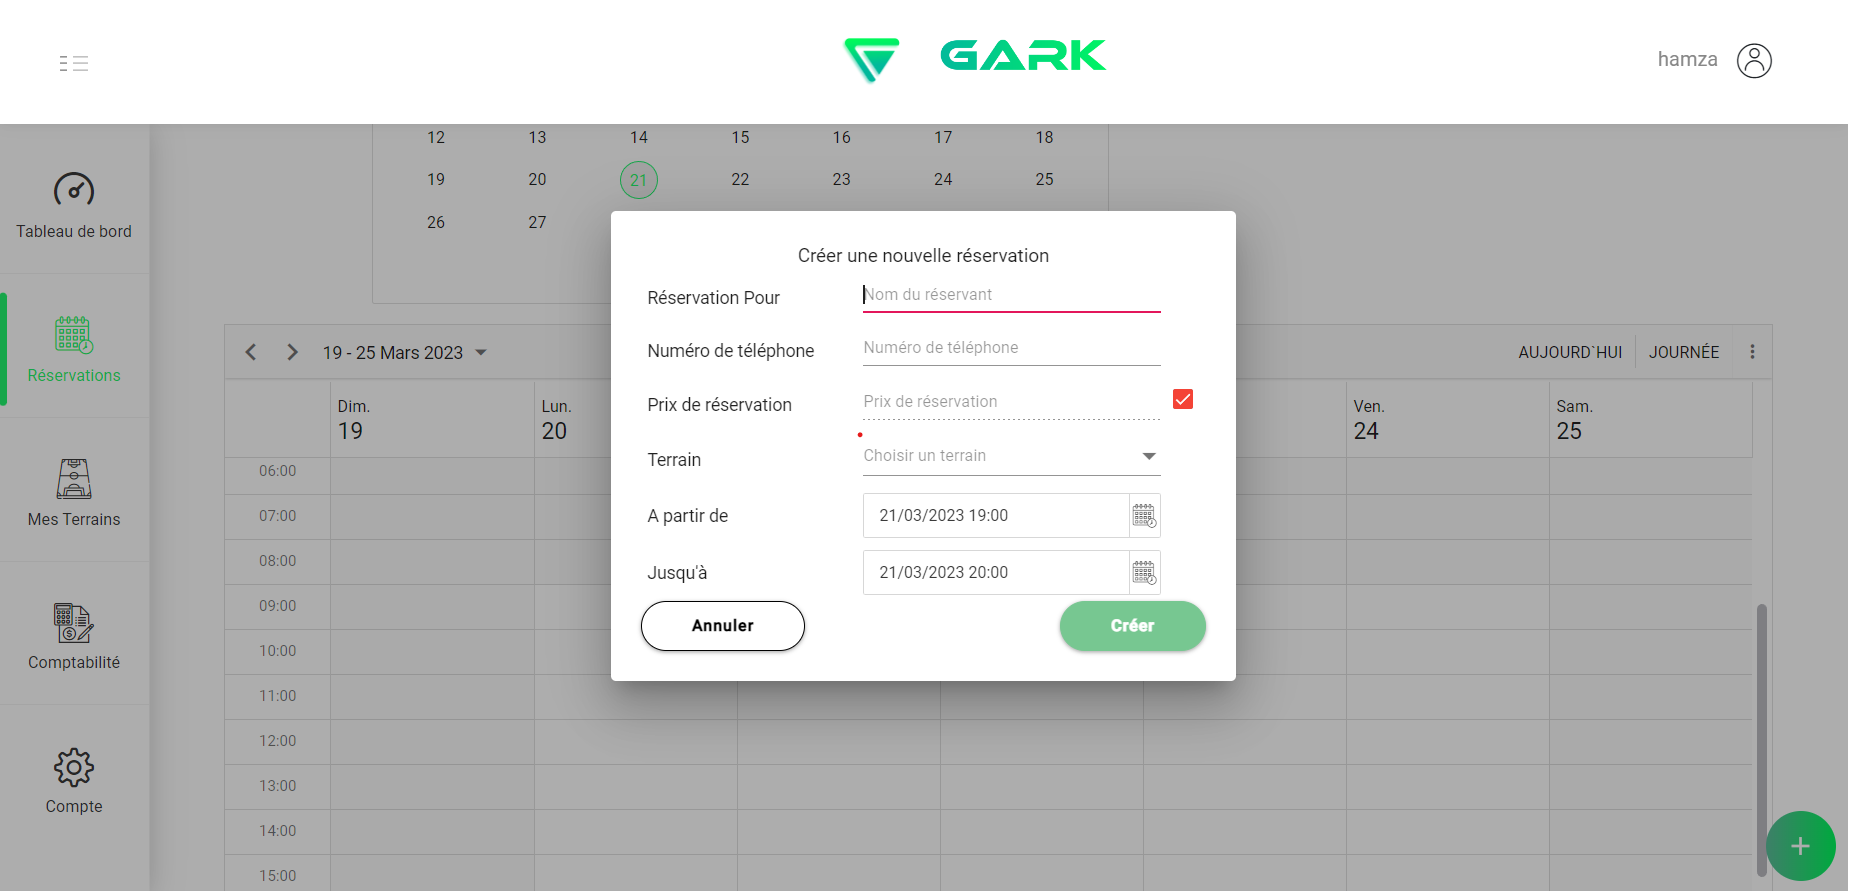 GARK
hamza
12 13 14 15 16 17 18
19 20 21 22 23 24 25
26 27
Tableau de bord
Réservations
Mes Terrains
Comptabilité
Compte
19 - 25 Mars 2023
AUJOURD`HUI
JOURNÉE
Dim.
19
Lun.
20
Ven.
24
Sam.
25
06:00
07:00
08:00
09:00
10:00
11:00
12:00
13:00
14:00
15:00
Créer une nouvelle réservation
Réservation Pour
Nom du réservant
Numéro de téléphone
Numéro de téléphone
Prix de réservation
Prix de réservation
Terrain
Choisir un terrain
A partir de
21/03/2023 19:00
Jusqu'à
21/03/2023 20:00
Annuler
Créer
+